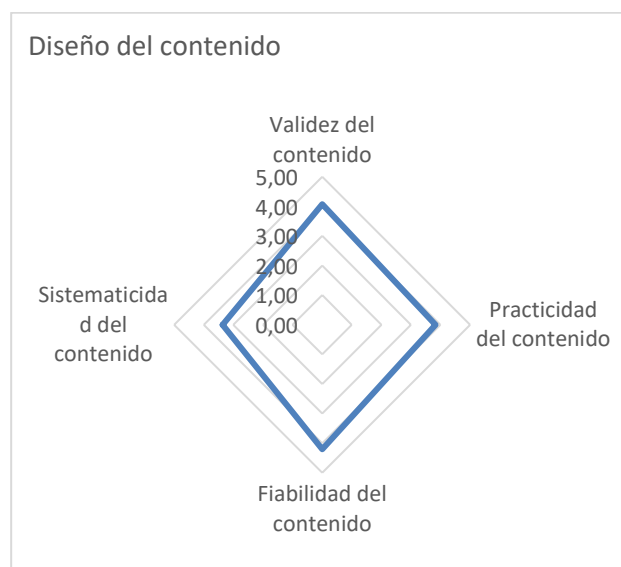 Diseño del contenido
Validez del
contenido
5,00
4,00
3,00
2,00
1,00
0,00
Practicidad
del contenido
Fiabilidad del
contenido
Sistematicida
d del
contenido